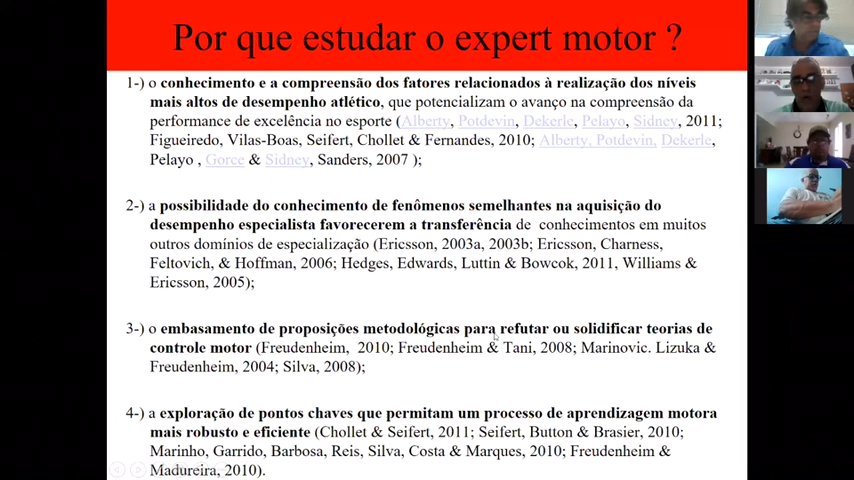 Por que estudar o expert motor ?
1-) o conhecimento e a compreensão dos fatores relacionados à realização dos níveis
mais altos de desempenho atlético, que potencializam o avanço na compreensão da
performance de excelência no esporte (Alberty, Potdevin, Dekerle, Pelayo, Sidney, 2011;
Figueiredo, Vilas-Boas, Seifert, Chollet & Fernandes, 2010; Alberty, Potdevin, Dekerle,
Pelayo , Gorce & Sidney, Sanders, 2007 );
2-) a possibilidade do conhecimento de fenômenos semelhantes na aquisição do
desempenho especialista favorecerem a transferência de conhecimentos em muitos
outros domínios de especialização (Ericsson, 2003a, 2003b; Ericsson, Charness,
Feltovich, & Hoffman, 2006; Hedges, Edwards, Luttin & Bowcok, 2011, Williams &
Ericsson, 2005);
3-) o embasamento de proposições metodológicas para refutar ou solidificar teorias de
controle motor (Freudenheim, 2010; Freudenheim & Tani, 2008; Marinovic. Lizuka &
Freudenheim, 2004; Silva, 2008);
4-) a exploração de pontos chaves que permitam um processo de aprendizagem motora
mais robusto e eficiente (Chollet & Seifert, 2011; Seifert, Button & Brasier, 2010;
Marinho, Garrido, Barbosa, Reis, Silva, Costa & Marques, 2010; Freudenheim &
Madureira, 2010).